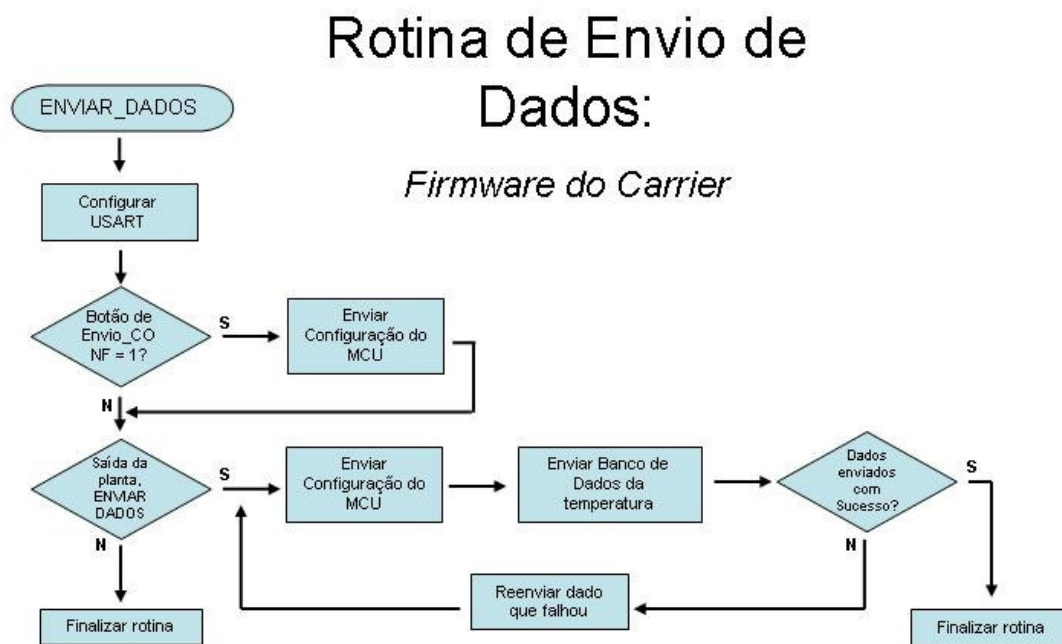 Rotina de Envio de
Dados:
Firmware do Carrier
ENVIAR_DADOS
Configurar
USART
Botão de
Envio_CO
NF = 1?
S
Enviar
Configuração do
MCU
N
Saída da
planta,
ENVIAR
DADOS
S
Enviar
Configuração do
MCU
Enviar Banco de
Dados da
temperatura
Dados
enviados
com
Sucesso?
S
N
N
Reenviar dado
que falhou
Finalizar rotina
Finalizar rotina